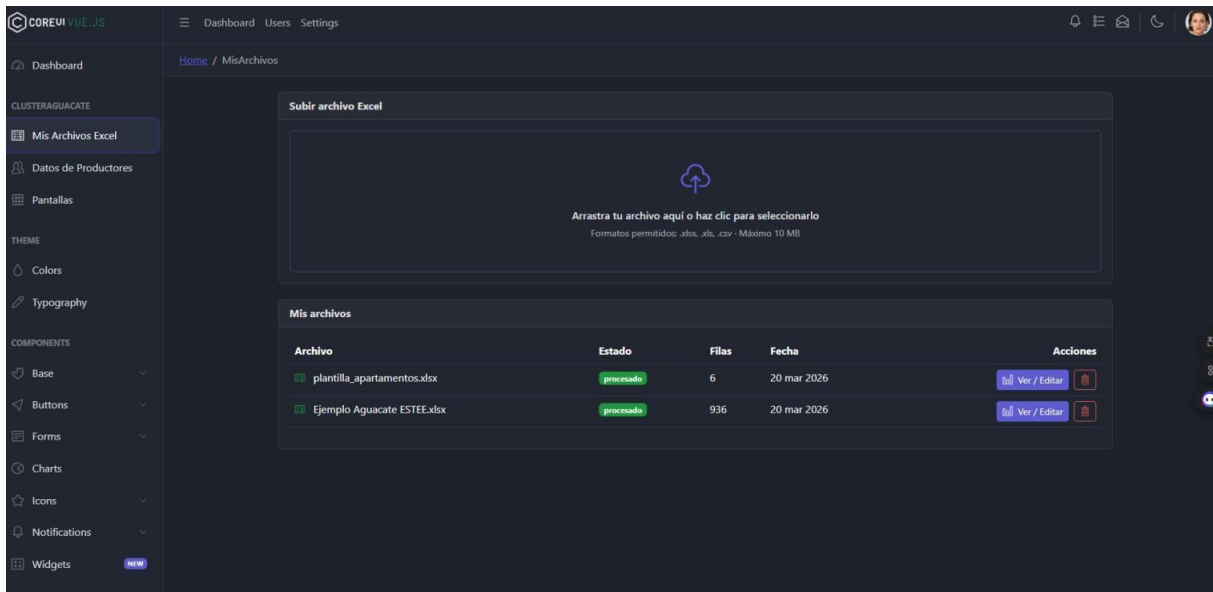 COREUI VUE.JS
Dashboard Users Settings
Home / MisArchivos
Dashboard
CLUSTERAGUACATE
Mis Archivos Excel
Datos de Productores
Pantallas
THEME
Colors
Typography
COMPONENTS
Base
Buttons
Forms
Charts
Icons
Notifications
Widgets NEW
Subir archivo Excel
Arrastra tu archivo aquí o haz clic para seleccionarlo
Formatos permitidos: .xlsx, .xls, .csv · Máximo 10 MB
Mis archivos
Archivo Estado Filas Fecha Acciones
plantilla_apartamentos.xlsx procesado 6 20 mar 2026 Ver / Editar
Ejemplo Aguacate ESTEE.xlsx procesado 936 20 mar 2026 Ver / Editar